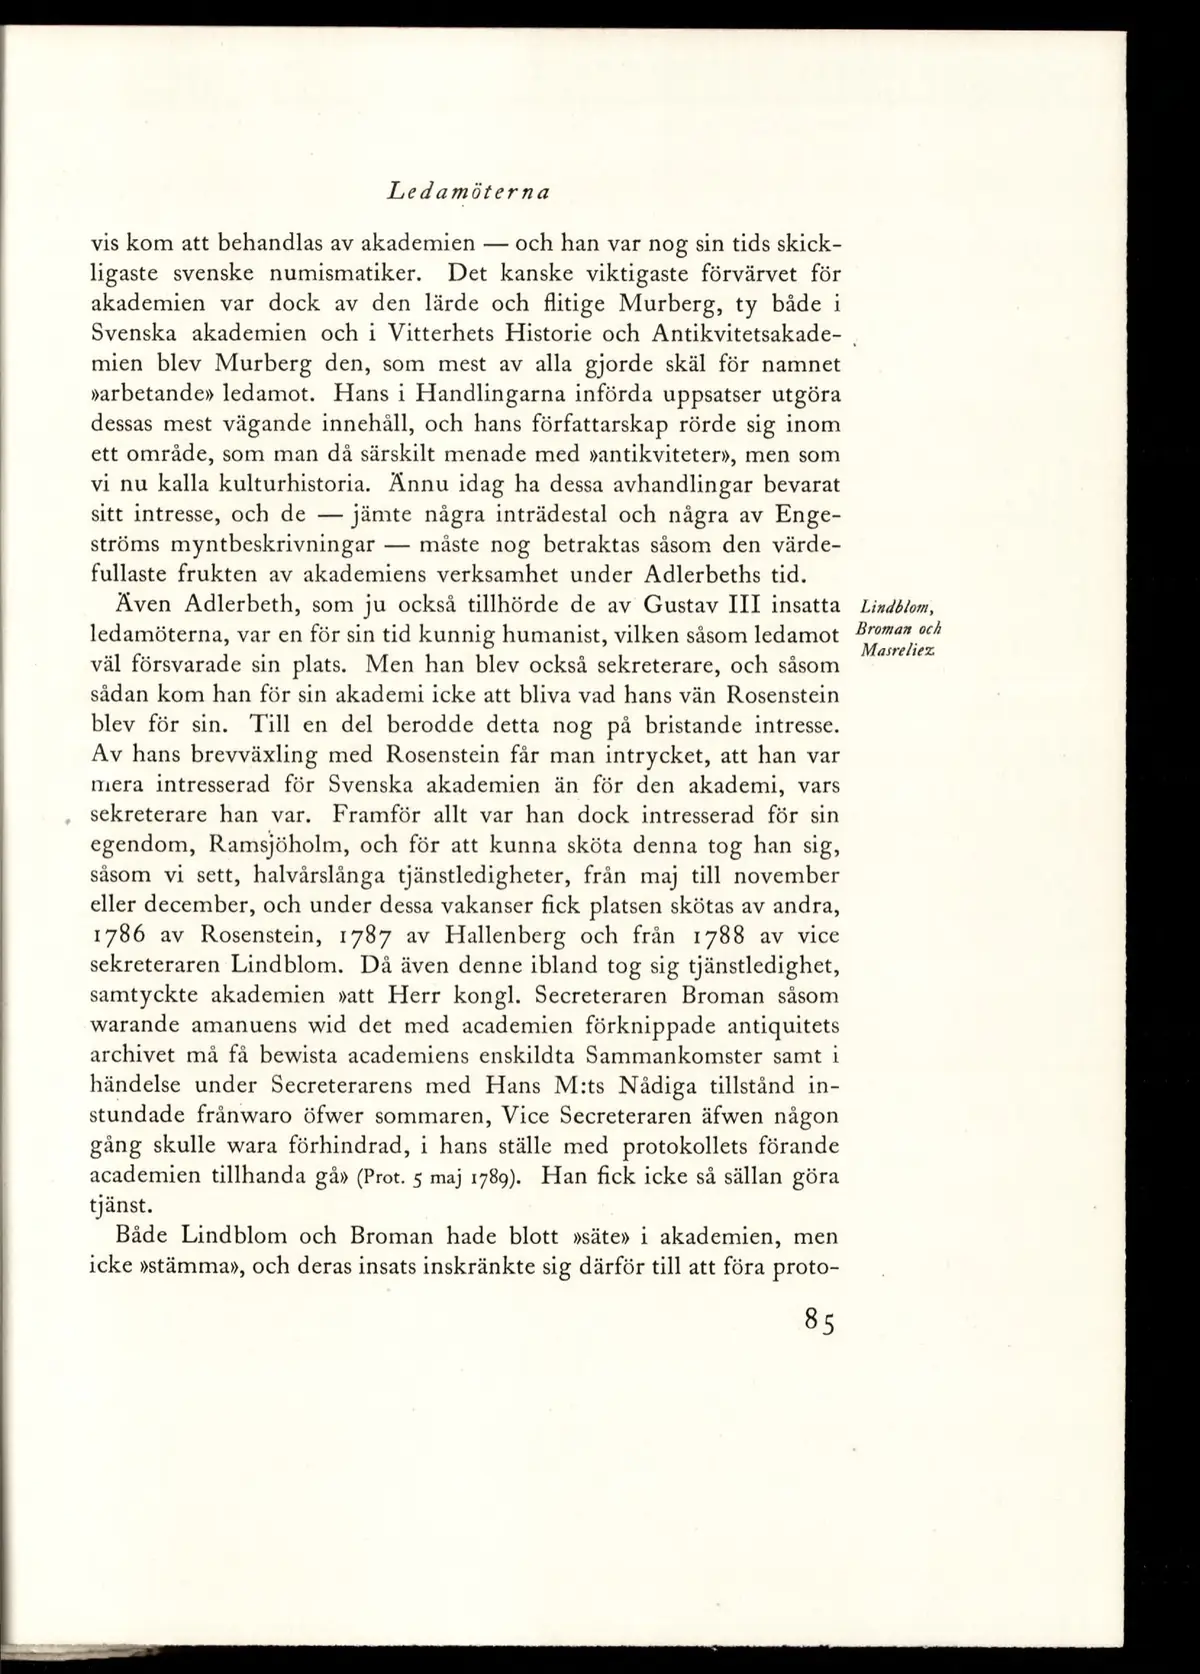 Ledamöterna
vis kom att behandlas av akademien — och han var nog sin tids skick-
ligaste svenske numismatiker. Det kanske viktigaste förvärvet för
akademien var dock av den lärde och flitige Murberg, ty både i
Svenska akademien och i Vitterhets Historie och Antikvitetsakade-
mien blev Murberg den, som mest av alla gjorde skäl för namnet
»arbetande» ledamot. Hans i Handlingarna införda uppsatser utgöra
dessas mest vägande innehåll, och hans författarskap rörde sig inom
ett område, som man då särskilt menade med »antikviteter», men som
vi nu kalla kulturhistoria. Ännu idag ha dessa avhandlingar bevarat
sitt intresse, och de — jämte några inträdestal och några av Enge-
ströms myntbeskrivningar — måste nog betraktas såsom den värde-
fullaste frukten av akademiens verksamhet under Adlerbeths tid.
Även Adlerbeth, som ju också tillhörde de av Gustav III insatta
ledamöterna, var en för sin tid kunnig humanist, vilken såsom ledamot
väl försvarade sin plats. Men han blev också sekreterare, och såsom
sådan kom han för sin akademi icke att bliva vad hans vän Rosenstein
blev för sin. Till en del berodde detta nog på bristande intresse.
Av hans brevväxling med Rosenstein får man intrycket, att han var
mera intresserad för Svenska akademien än för den akademi, vars
sekreterare han var. Framför allt var han dock intresserad för sin
egendom, Ramsjöholm, och för att kunna sköta denna tog han sig,
såsom vi sett, halvårslånga tjänstledigheter, från maj till november
eller december, och under dessa vakanser fick platsen skötas av andra,
1786 av Rosenstein, 1787 av Hallenberg och från 1788 av vice
sekreteraren Lindblom. Då även denne ibland tog sig tjänstledighet,
samtyckte akademien »att Herr kongl. Secreteraren Broman såsom
warande amanuens wid det med academien förknippade antiquitets
archivet må få bewista academiens enskildta Sammankomster samt i
händelse under Secreterarens med Hans M:ts Nådiga tillstånd in-
stundade frånwaro öfwer sommaren, Vice Secreteraren äfwen någon
gång skulle wara förhindrad, i hans ställe med protokollets förande
academien tillhanda gå» (Prot. 5 maj 1789). Han fick icke så sällan göra
tjänst.
Både Lindblom och Broman hade blott »säte» i akademien, men
icke »stämma», och deras insats inskränkte sig därför till att föra proto-
Lindblom,
Broman och
Masreliez
85